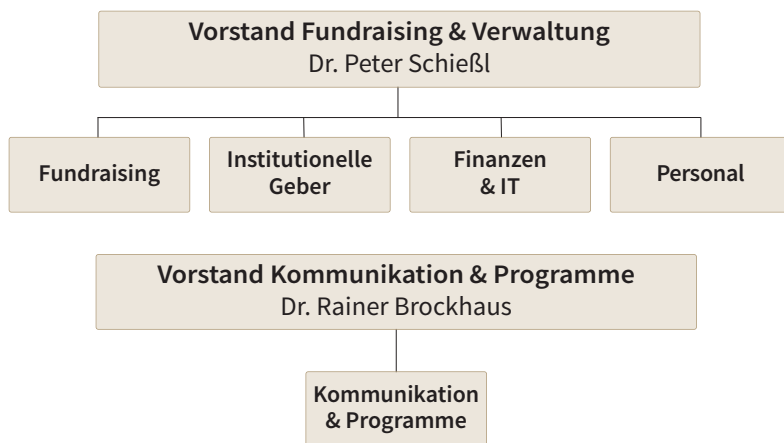 Vorstand Fundraising & Verwaltung
Dr. Peter Schießl
Fundraising
Institutionelle
Geber
Finanzen
& IT
Personal
Vorstand Kommunikation & Programme
Dr. Rainer Brockhaus
Kommunikation
& Programme